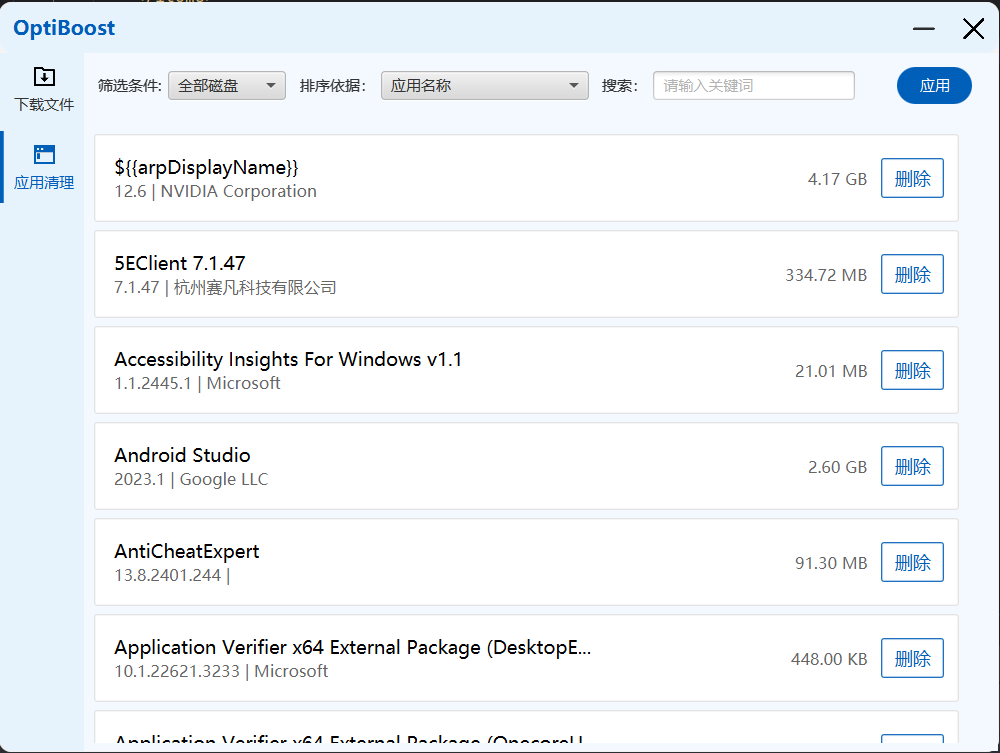 OptiBoost
下载文件
应用清理
筛选条件: 全部磁盘 排序依据: 应用名称 搜索: 请输入关键词 应用
${{arpDisplayName}}
12.6 | NVIDIA Corporation
4.17 GB 删除
5EClient 7.1.47
7.1.47 | 杭州赛凡科技有限公司
334.72 MB 删除
Accessibility Insights For Windows v1.1
1.1.2445.1 | Microsoft
21.01 MB 删除
Android Studio
2023.1 | Google LLC
2.60 GB 删除
AntiCheatExpert
13.8.2401.244 |
91.30 MB 删除
Application Verifier x64 External Package (DesktopE...
10.1.22621.3233 | Microsoft
448.00 KB 删除
Application Verifier x64 External Package (OnecoreU...